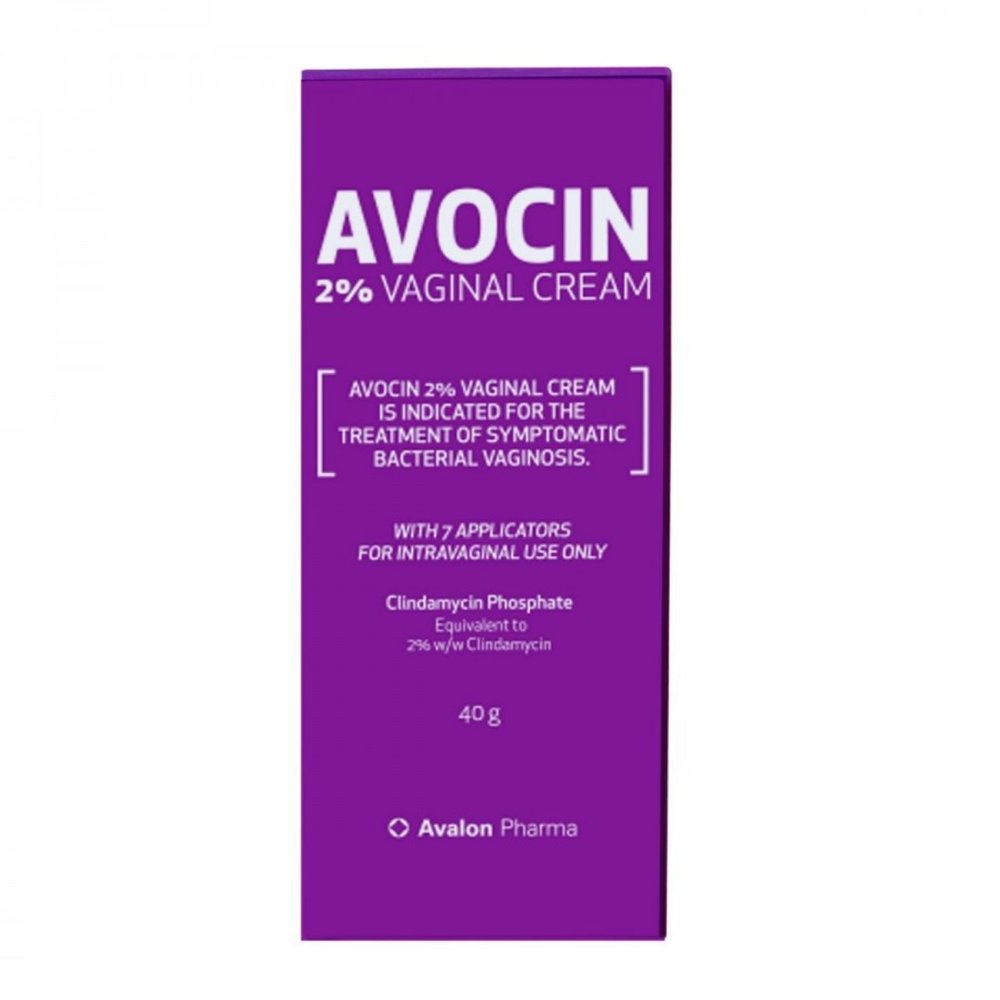 AVOCIN
2% VAGINAL CREAM
AVOCIN 2% VAGINAL CREAM
IS INDICATED FOR THE
TREATMENT OF SYMPTOMATIC
BACTERIAL VAGINOSIS.
WITH 7 APPLICATORS
FOR INTRAVAGINAL USE ONLY
Clindamycin Phosphate
Equivalent to
2% w/w Clindamycin
40 g
Avalon Pharma